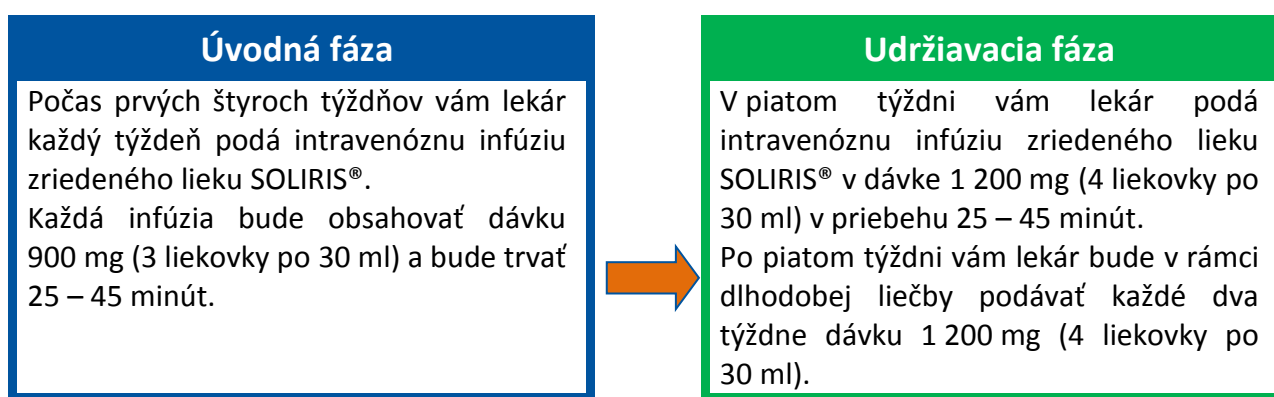 Úvodná fáza
Počas prvých štyroch týždňov vám lekár
každý týždeň podá intravenóznu infúziu
zriedeného lieku SOLIRIS®.
Každá infúzia bude obsahovať dávku
900 mg (3 liekovky po 30 ml) a bude trvať
25 – 45 minút.
Udržiavacia fáza
V piatom týždni vám lekár podá
intravenóznu infúziu zriedeného lieku
SOLIRIS® v dávke 1 200 mg (4 liekovky po
30 ml) v priebehu 25 – 45 minút.
Po piatom týždni vám lekár bude v rámci
dlhodobej liečby podávať každé dva
týždne dávku 1 200 mg (4 liekovky po
30 ml).